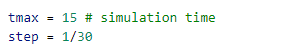 tmax = 15 # simulation time
step = 1/30